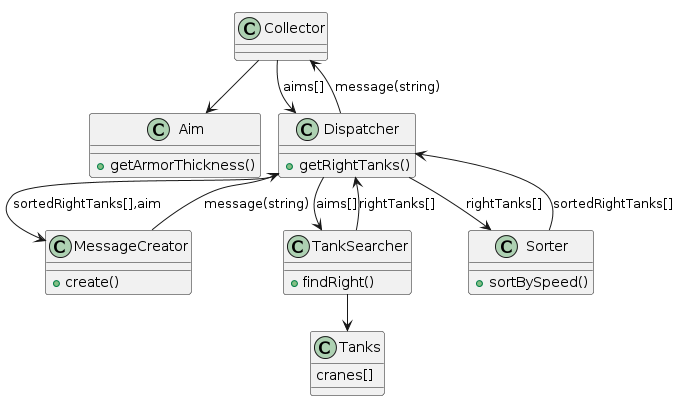 C Collector
aims[]
message(string)
C Aim
getArmorThickness()
C Dispatcher
getRightTanks()
sortedRightTanks[],aim
message(string)
aims[]
rightTanks[]
rightTanks[]
sortedRightTanks[]
C MessageCreator
create()
C TankSearcher
findRight()
C Sorter
sortBySpeed()
C Tanks
cranes[]